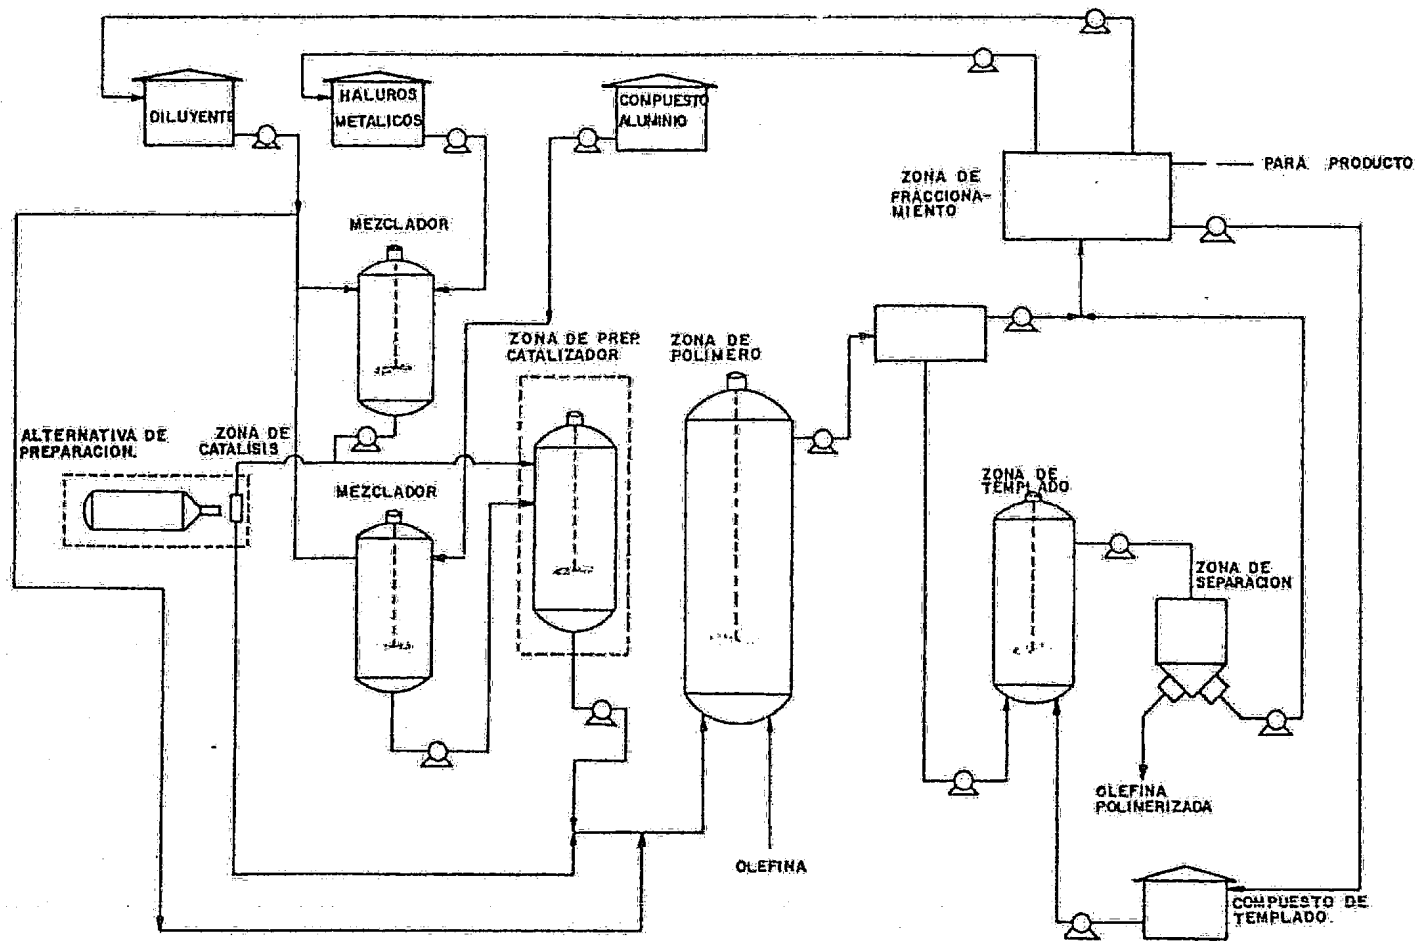 DILUYENTE
HALUROS
METALICOS
COMPUESTO
ALUMINIO
ZONA DE
FRACCIONA-
MIENTO
PARA PRODUCTO
MEZCLADOR
ZONA DE PREP.
CATALIZADOR
ZONA DE
POLIMERO
ALTERNATIVA DE
PREPARACION.
ZONA DE
CATALISIS
MEZCLADOR
ZONA DE
TEMPLADO
ZONA DE
SEPARACION
OLEFINA
POLINERIZADA
OLEFINA
COMPUESTO DE
TEMPLADO.